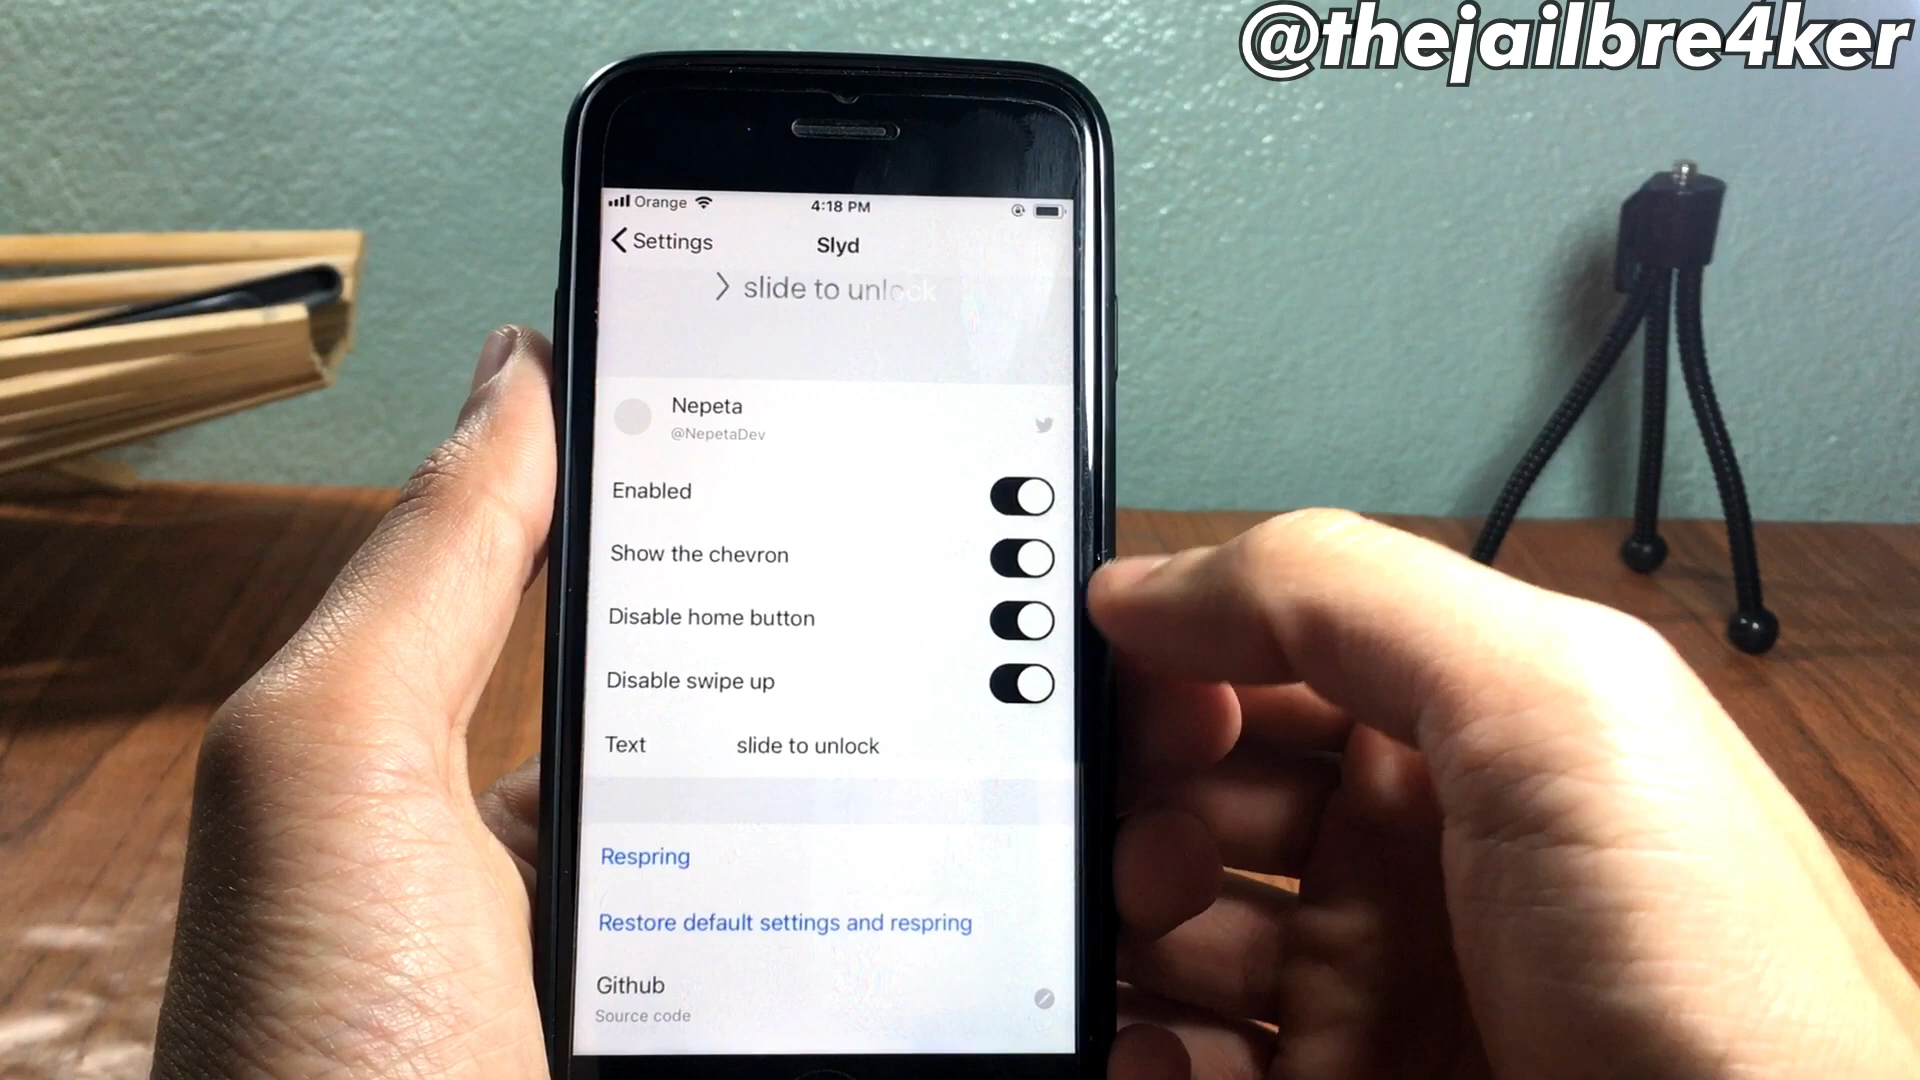 @thejailbre4ker
Orange
4:18 PM
Settings
Slyd
slide to unlock
Nepeta
@NepetaDev
Enabled
Show the chevron
Disable home button
Disable swipe up
Text slide to unlock
Respring
Restore default settings and respring
Github
Source code